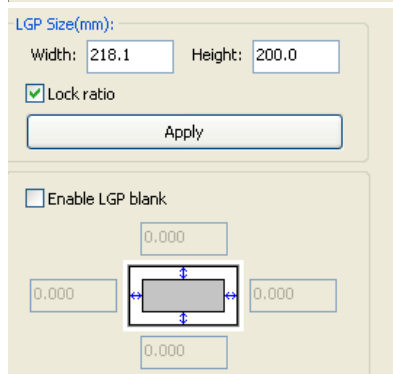 LGP Size(mm):
Width: 218.1 Height: 200.0
Lock ratio
Apply
Enable LGP blank
0.000
0.000 0.000
0.000